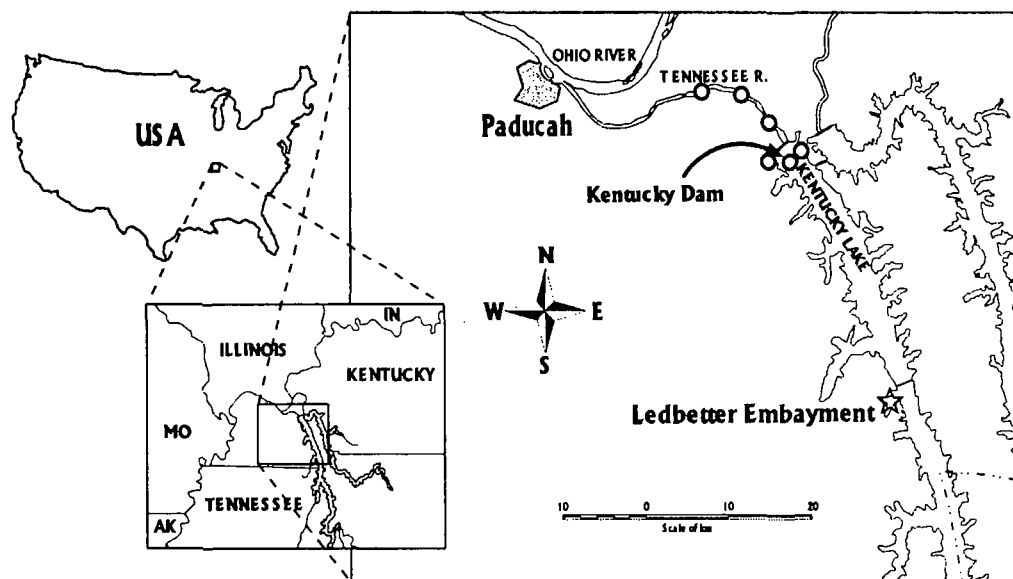 USA
OHIO RIVER
TENNESSEE R.
Paducah
Kentucky Dam
KENTUCKY LAKE
N
W E
S
IN
ILLINOIS
KENTUCKY
MO
TENNESSEE
AK
Ledbetter Embayment
10 0 10 20
Scale of km